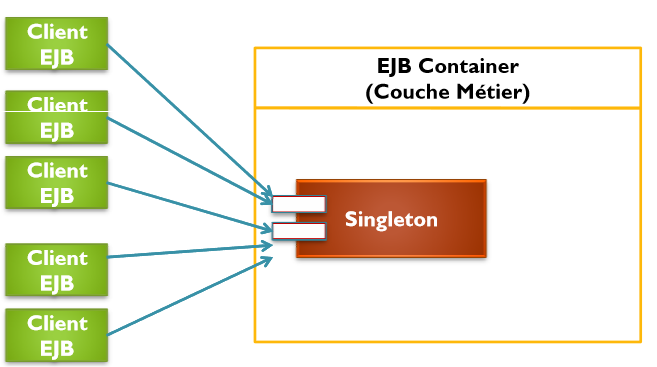 Client
EJB
Client
EJB
Client
EJB
Client
EJB
Client
EJB
EJB Container
(Couche Métier)
Singleton